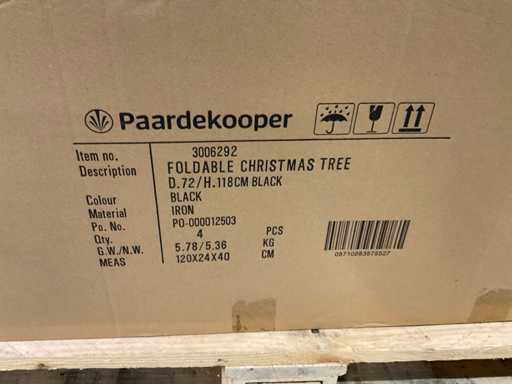 Paardekooper
Item no. 3006292
Description FOLDABLE CHRISTMAS TREE
D.72/H.118CM BLACK
Colour BLACK
Material IRON
Po. No. PO-000012503
Qty. 4 PCS
G.W./N.W. 5.78/5.36 KG
MEAS 120X24X40 CM